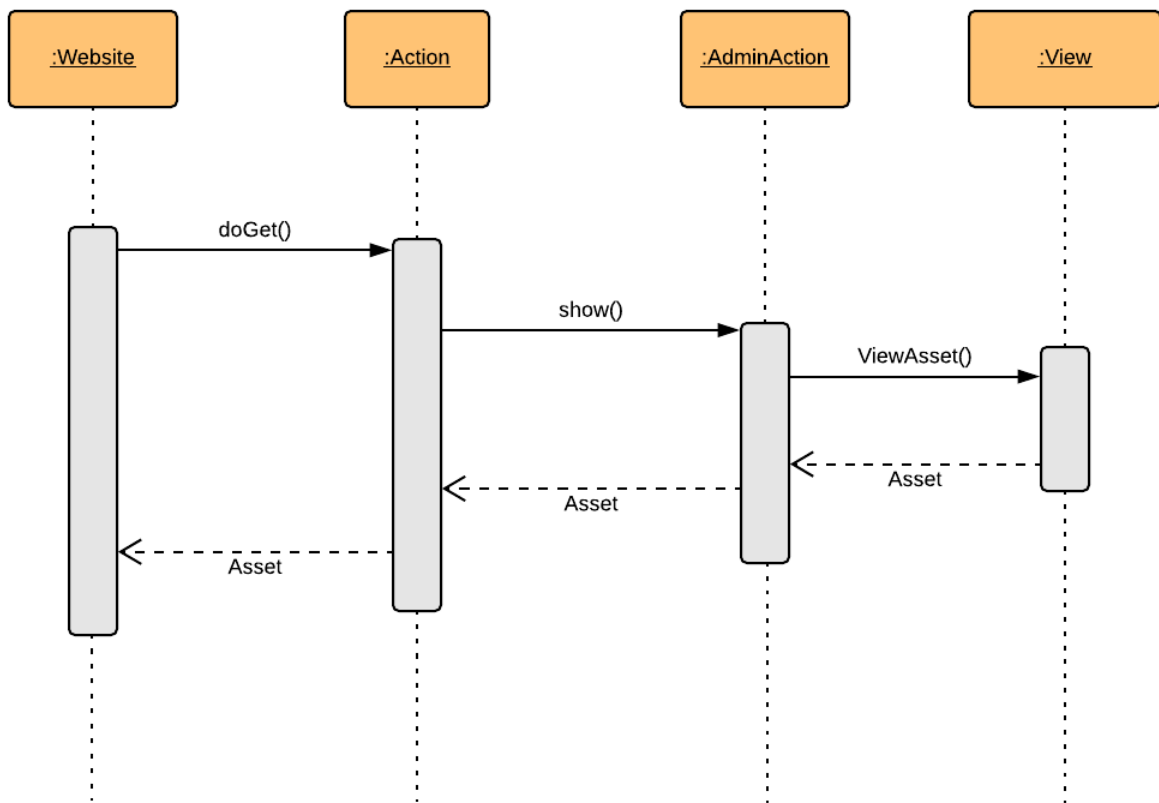 :Website
:Action
:AdminAction
:View
doGet()
show()
ViewAsset()
Asset
Asset
Asset